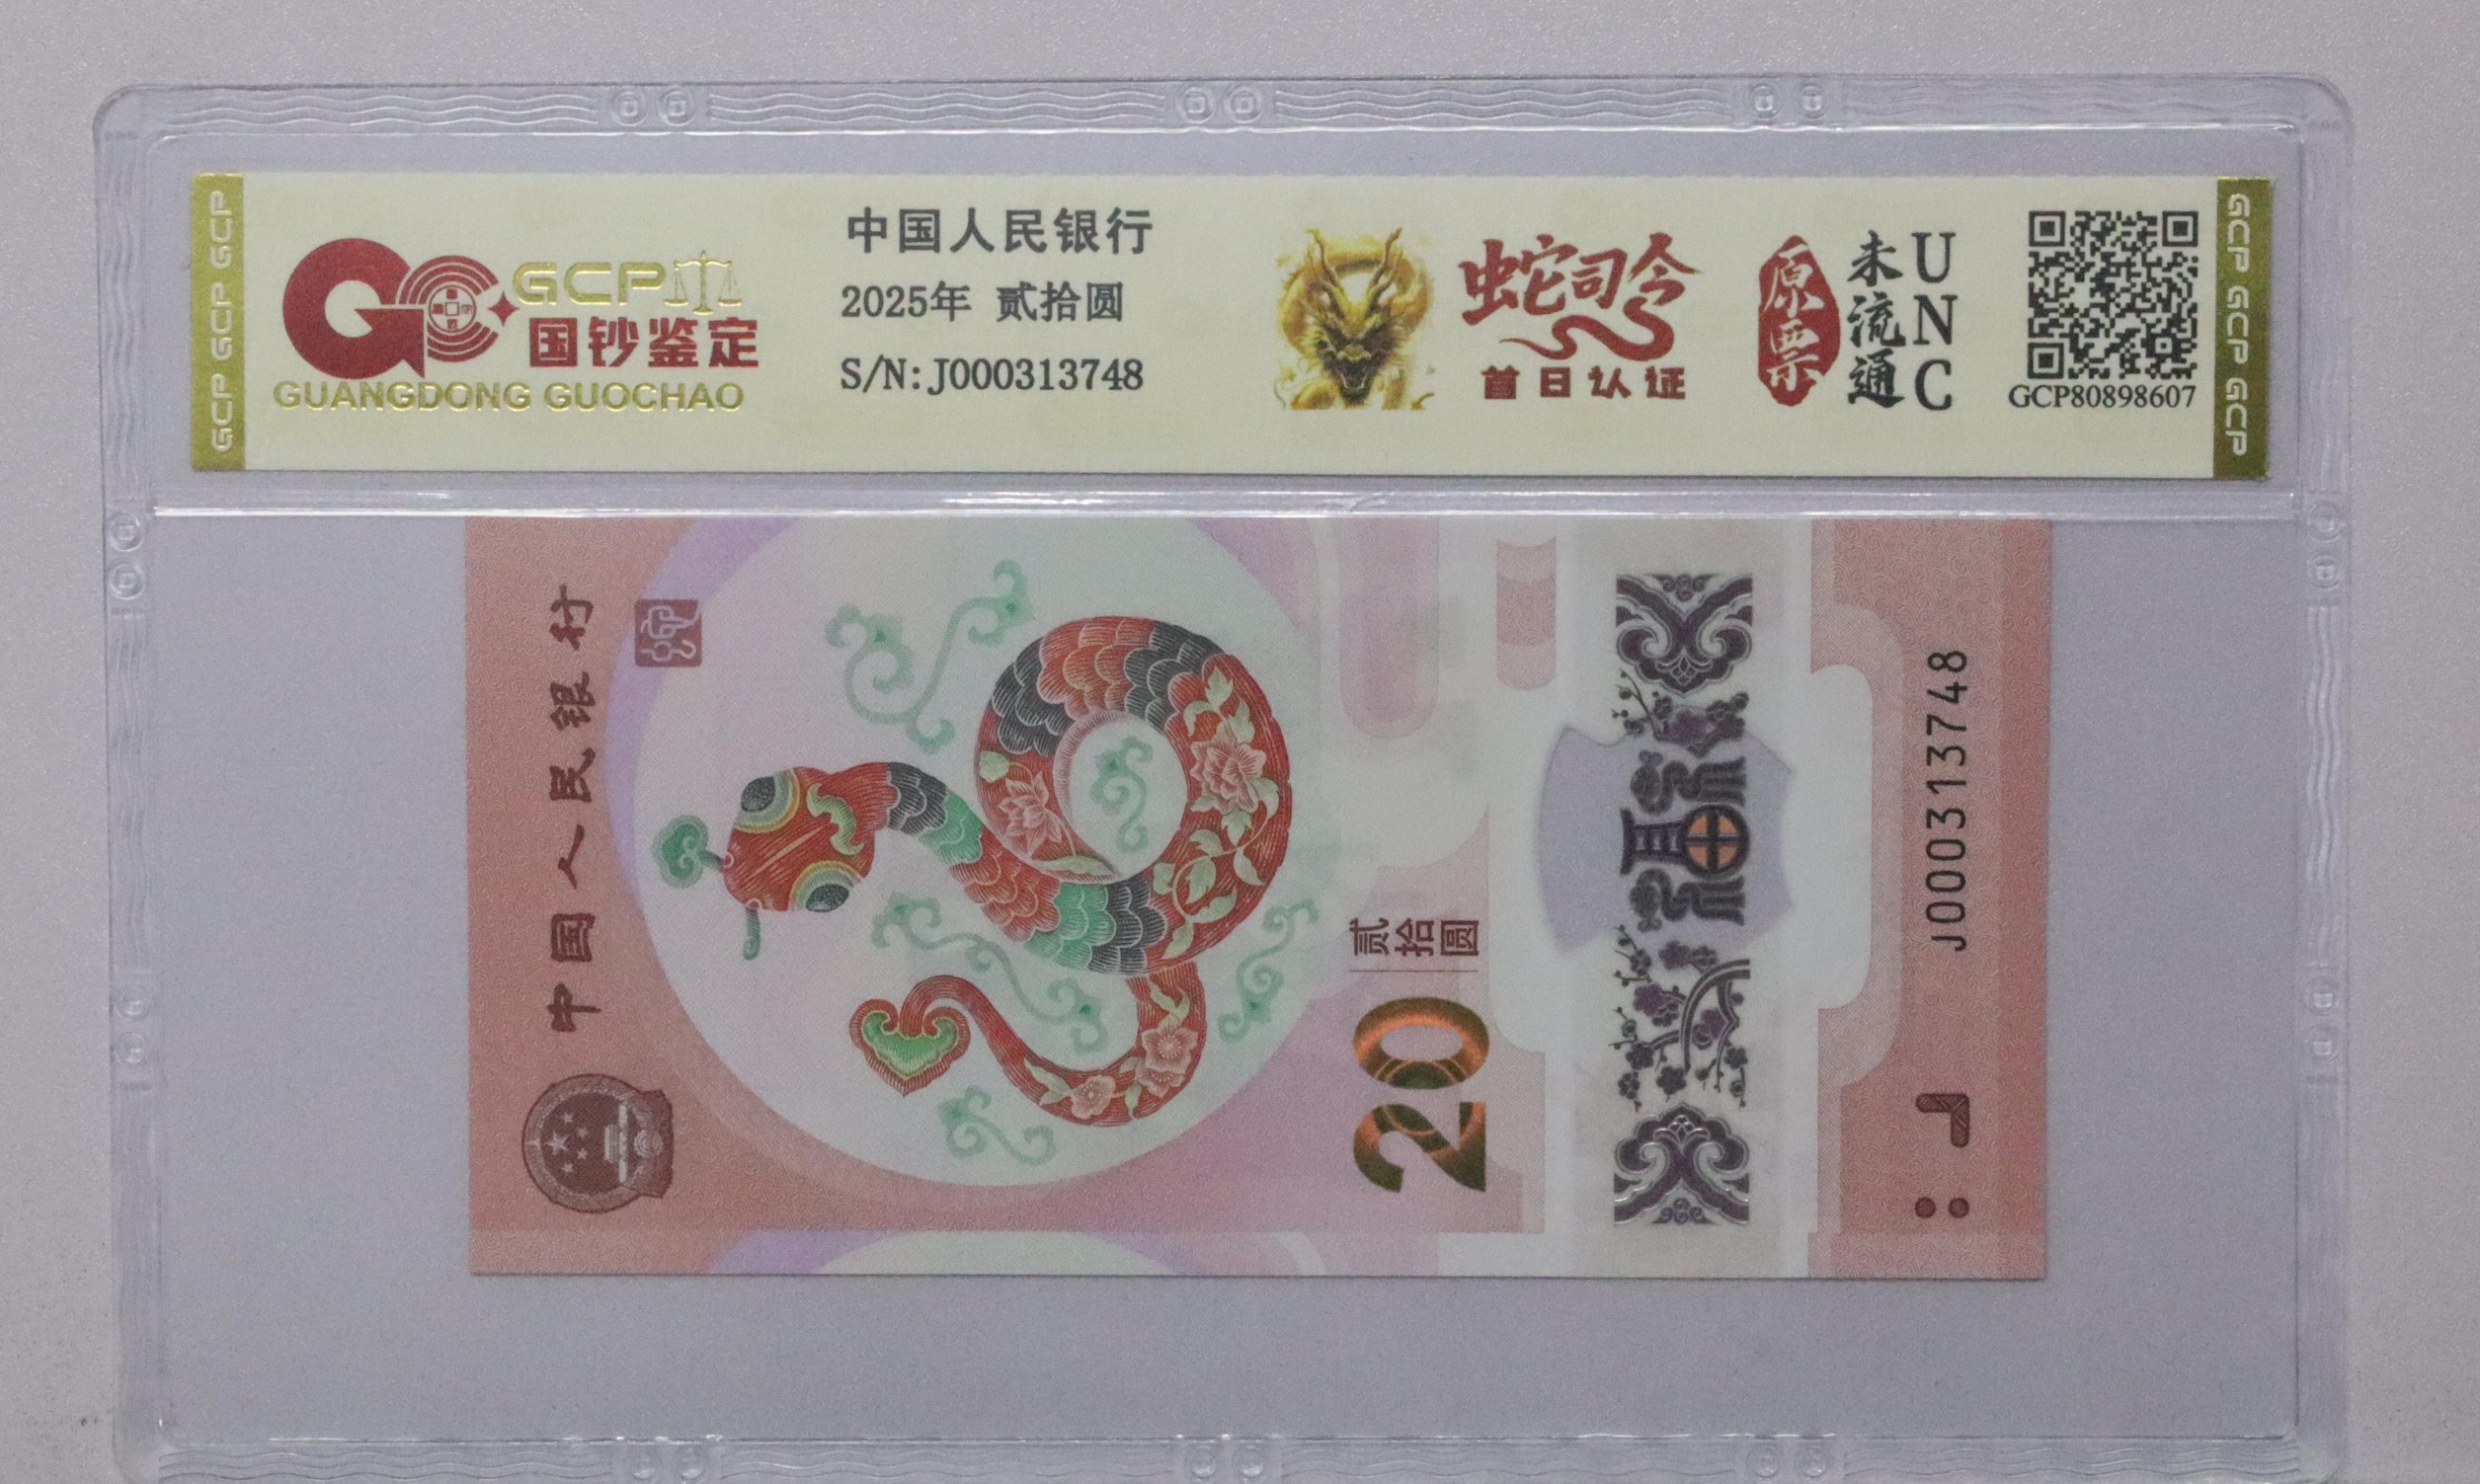 GCP GCP GCP
GCP
国钞鉴定
GUANGDONG GUOCHAO
中国人民银行
2025年 贰拾圆
S/N:J000313748
蛇司令
首日认证
原票
未流通
UNC
GCP80898607
GCP GCP GCP
中国人民银行
贰拾圆
20
福
J000313748